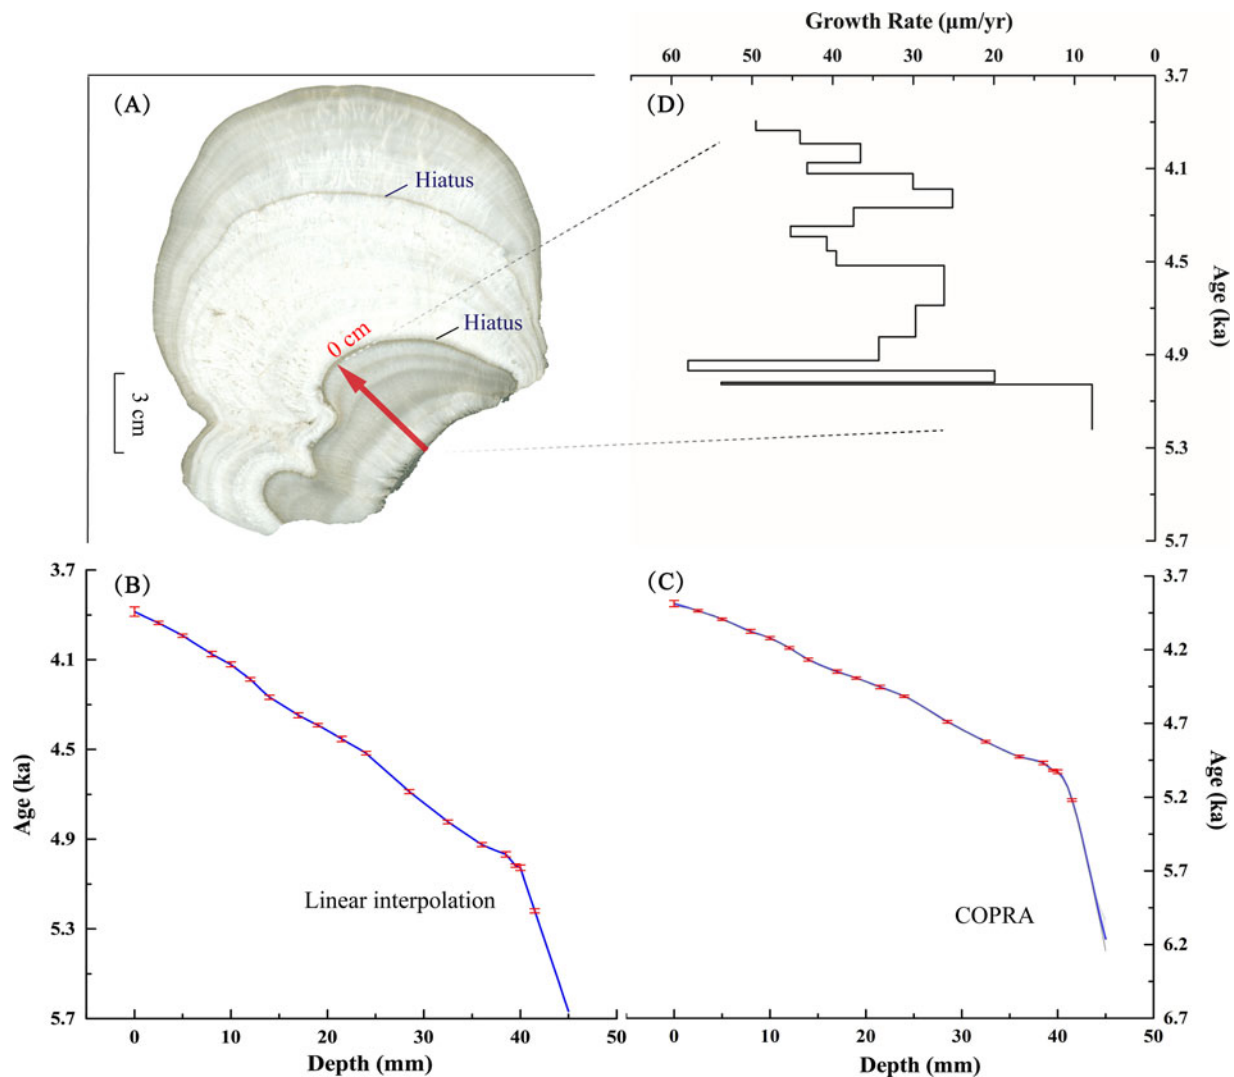 Growth Rate (μm/yr)
60 50 40 30 20 10 0
(A)
Hiatus
Hiatus
0 cm
3 cm
(D)
3.7
4.1
4.5
4.9
5.3
5.7
Age (ka)
(B)
3.7
4.1
4.5
4.9
5.3
5.7
Age (ka)
Linear interpolation
0 10 20 30 40 50
Depth (mm)
(C)
3.7
4.2
4.7
5.2
5.7
6.2
6.7
Age (ka)
COPRA
0 10 20 30 40 50
Depth (mm)